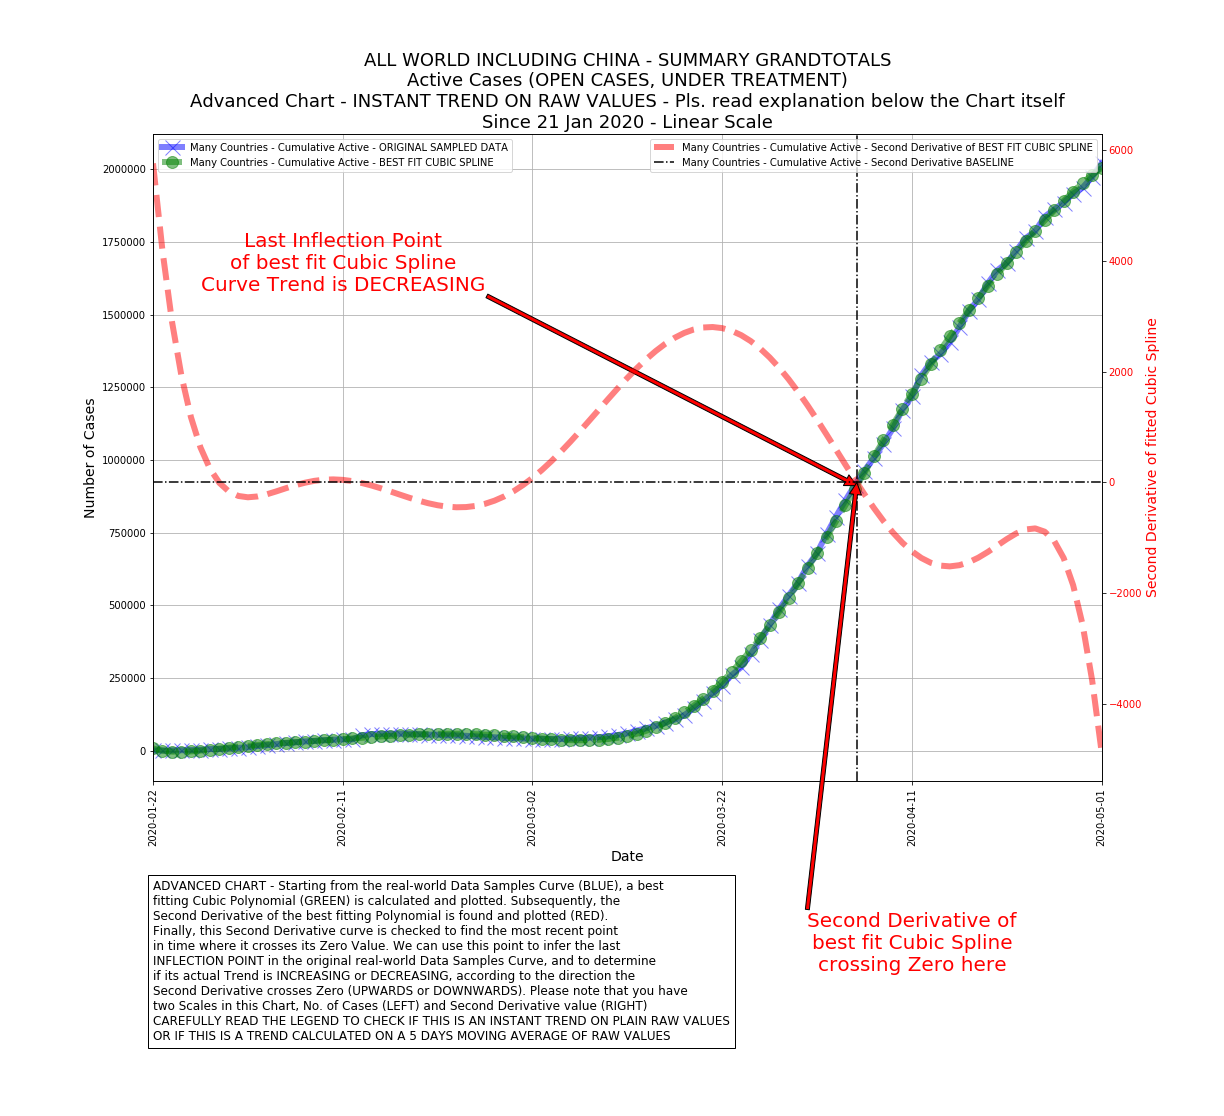 ALL WORLD INCLUDING CHINA - SUMMARY GRANDTOTALS
Active Cases (OPEN CASES, UNDER TREATMENT)
Advanced Chart - INSTANT TREND ON RAW VALUES - Pls. read explanation below the Chart itself
Since 21 Jan 2020 - Linear Scale
Many Countries - Cumulative Active - ORIGINAL SAMPLED DATA
Many Countries - Cumulative Active - BEST FIT CUBIC SPLINE
Many Countries - Cumulative Active - Second Derivative of BEST FIT CUBIC SPLINE
Many Countries - Cumulative Active - Second Derivative BASELINE
Last Inflection Point
of best fit Cubic Spline
Curve Trend is DECREASING
Number of Cases
2000000
1750000
1500000
1250000
1000000
750000
500000
250000
0
6000
4000
2000
0
−2000
−4000
Second Derivative of fitted Cubic Spline
2020-01-22
2020-02-11
2020-03-02
2020-03-22
2020-04-11
2020-05-01
Date
ADVANCED CHART - Starting from the real-world Data Samples Curve (BLUE), a best
fitting Cubic Polynomial (GREEN) is calculated and plotted. Subsequently, the
Second Derivative of the best fitting Polynomial is found and plotted (RED).
Finally, this Second Derivative curve is checked to find the most recent point
in time where it crosses its Zero Value. We can use this point to infer the last
INFLECTION POINT in the original real-world Data Samples Curve, and to determine
if its actual Trend is INCREASING or DECREASING, according to the direction the
Second Derivative crosses Zero (UPWARDS or DOWNWARDS). Please note that you have
two Scales in this Chart, No. of Cases (LEFT) and Second Derivative value (RIGHT)
CAREFULLY READ THE LEGEND TO CHECK IF THIS IS AN INSTANT TREND ON PLAIN RAW VALUES
OR IF THIS IS A TREND CALCULATED ON A 5 DAYS MOVING AVERAGE OF RAW VALUES
Second Derivative of
best fit Cubic Spline
crossing Zero here